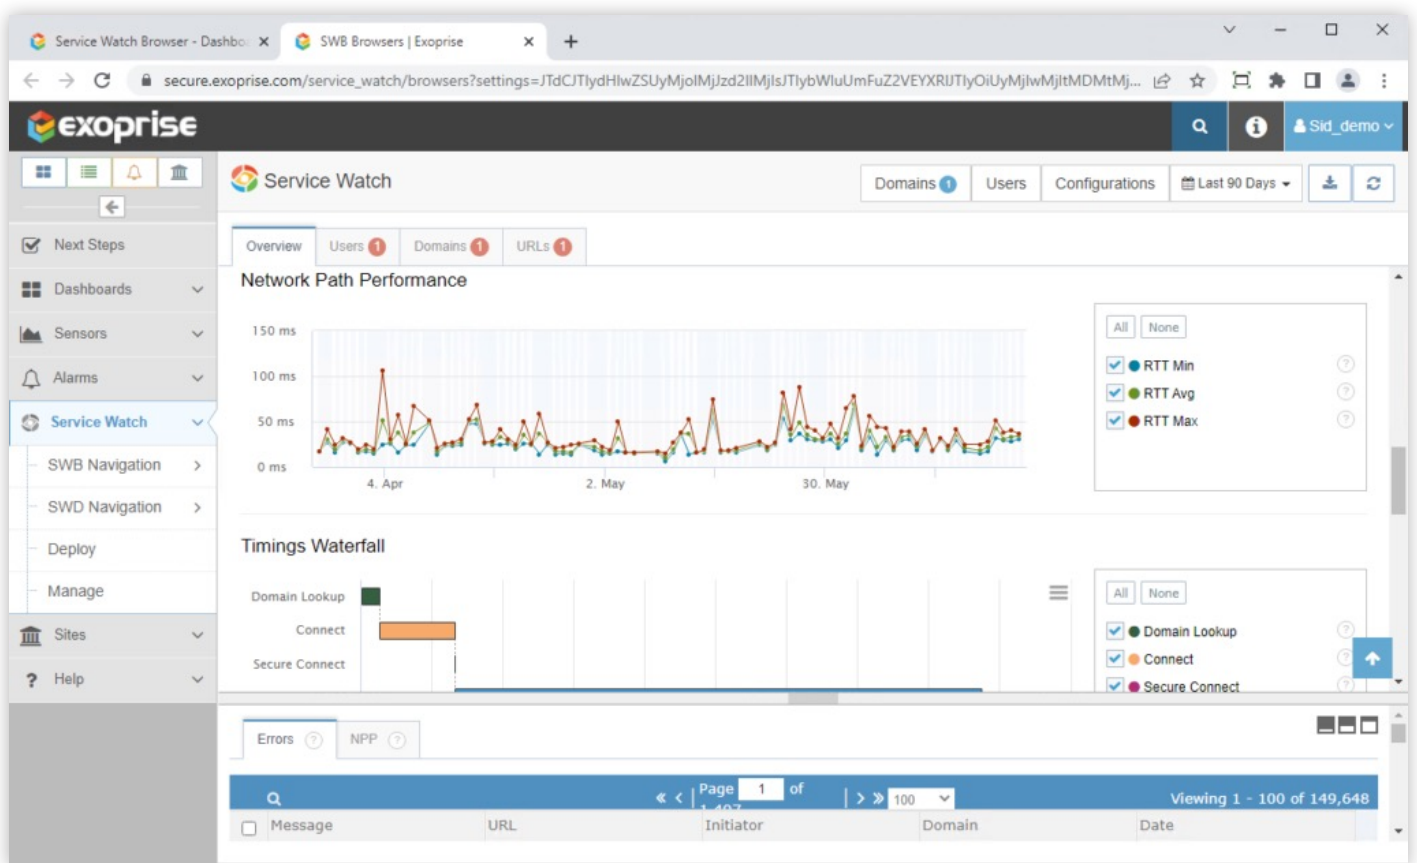 Service Watch Browser - Dashbo
SWB Browsers | Exoprise
secure.exoprise.com/service_watch/browsers?settings=
exoprise
Sid_demo
Service Watch
Domains 1
Users
Configurations
Last 90 Days
Next Steps
Dashboards
Sensors
Alarms
Service Watch
SWB Navigation
SWD Navigation
Deploy
Manage
Sites
? Help
Overview
Users 1
Domains 1
URLs 1
Network Path Performance
150 ms
100 ms
50 ms
0 ms
4. Apr
2. May
30. May
All
None
RTT Min ?
RTT Avg ?
RTT Max ?
Timings Waterfall
Domain Lookup
Connect
Secure Connect
All
None
Domain Lookup ?
Connect ?
Secure Connect ?
Errors ?
NPP ?
Page 1 of
100
Viewing 1 - 100 of 149,648
Message
URL
Initiator
Domain
Date